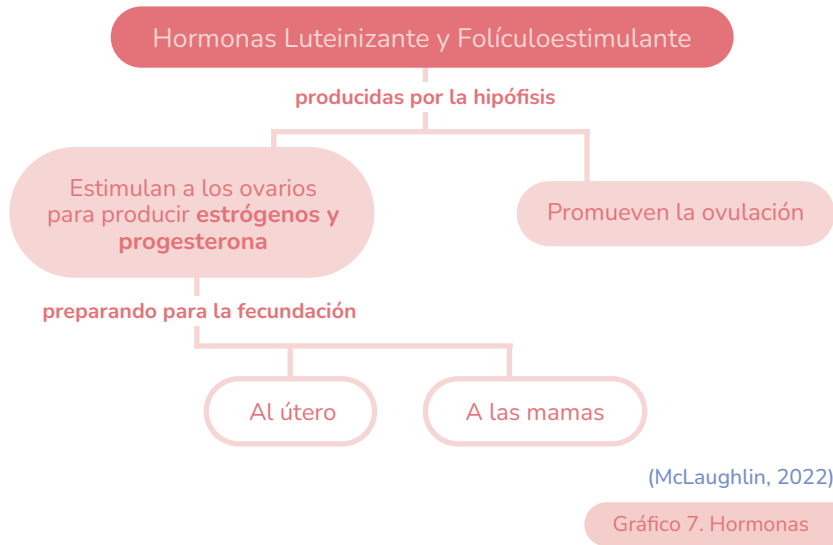 Hormonas Luteinizante y Folículoestimulante
producidas por la hipófisis
Estimulan a los ovarios
para producir estrógenos y
progesterona
Promueven la ovulación
preparando para la fecundación
Al útero
A las mamas
(McLaughlin, 2022)
Gráfico 7. Hormonas